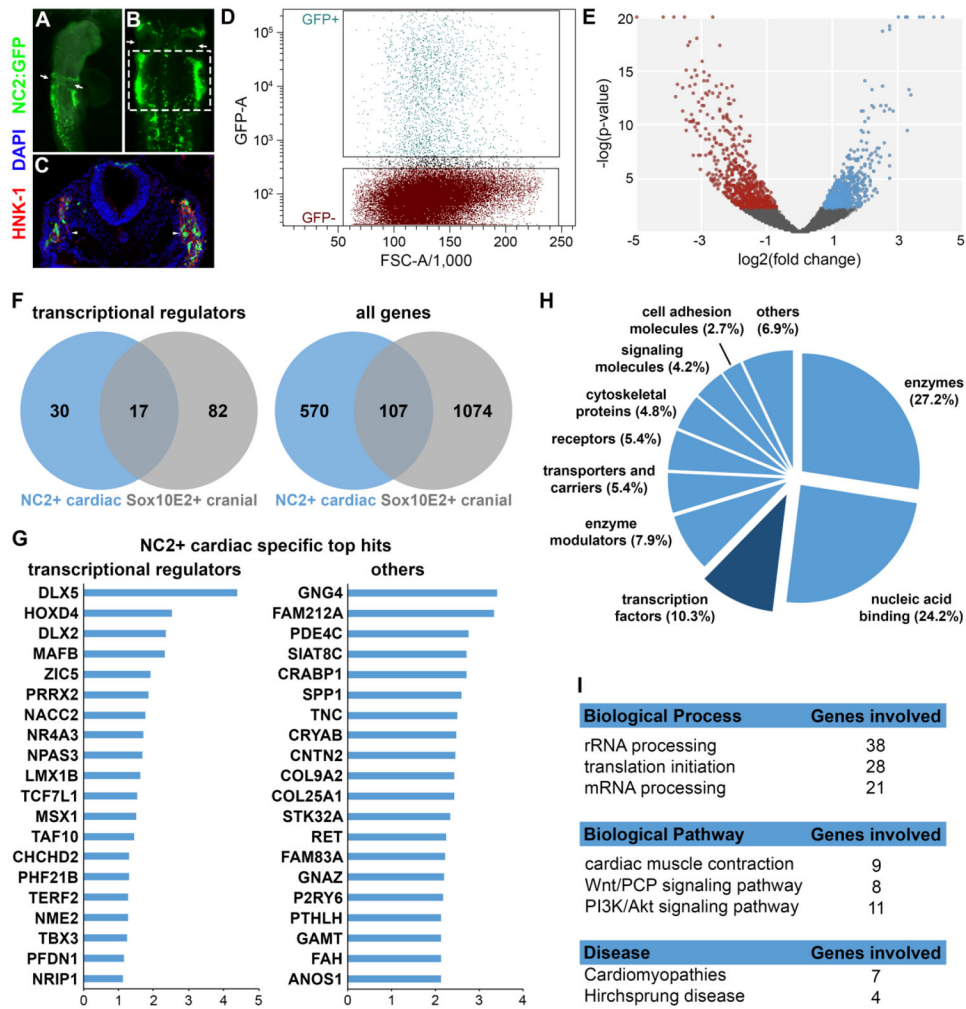 A
B
HNK-1 DAPI NC2:GFP
C
D
GFP+
GFP-
GFP-A
10^5
10^4
10^3
10^2
50 100 150 200 250
FSC-A/1,000
E
-log(p-value)
20
15
10
5
-5 -3 -1 1 3 5
log2(fold change)
F
transcriptional regulators
30 17 82
NC2+ cardiac Sox10E2+ cranial
all genes
570 107 1074
NC2+ cardiac Sox10E2+ cranial
G
NC2+ cardiac specific top hits
transcriptional regulators
DLX5
HOXD4
DLX2
MAFB
ZIC5
PRRX2
NACC2
NR4A3
NPAS3
LMX1B
TCF7L1
MSX1
TAF10
CHCHD2
PHF21B
TERF2
NME2
TBX3
PFDN1
NRIP1
0 1 2 3 4 5
others
GNG4
FAM212A
PDE4C
SIAT8C
CRABP1
SPP1
TNC
CRYAB
CNTN2
COL9A2
COL25A1
STK32A
RET
FAM83A
GNAZ
P2RY6
PTHLH
GAMT
FAH
ANOS1
0 1 2 3 4
H
cell adhesion
molecules (2.7%)
others
(6.9%)
signaling
molecules (4.2%)
cytoskeletal
proteins (4.8%)
receptors (5.4%)
transporters and
carriers (5.4%)
enzyme
modulators (7.9%)
transcription
factors (10.3%)
enzymes
(27.2%)
nucleic acid
binding (24.2%)
I
Biological Process Genes involved
rRNA processing 38
translation initiation 28
mRNA processing 21
Biological Pathway Genes involved
cardiac muscle contraction 9
Wnt/PCP signaling pathway 8
PI3K/Akt signaling pathway 11
Disease Genes involved
Cardiomyopathies 7
Hirchsprung disease 4